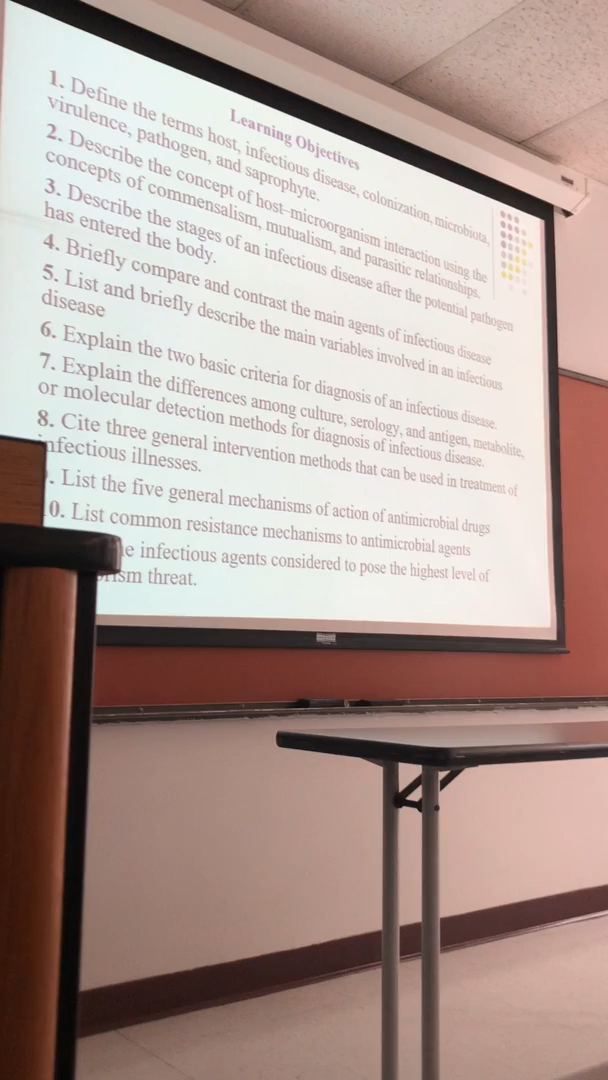 Learning Objectives
1. Define the terms host, infectious disease, colonization, microbiota,
virulence, pathogen, and saprophyte.
2. Describe the concept of host–microorganism interaction using the
concepts of commensalism, mutualism, and parasitic relationships.
3. Describe the stages of an infectious disease after the potential pathogen
has entered the body.
4. Briefly compare and contrast the main agents of infectious disease
5. List and briefly describe the main variables involved in an infectious
disease
6. Explain the two basic criteria for diagnosis of an infectious disease.
7. Explain the differences among culture, serology, and antigen, metabolite,
or molecular detection methods for diagnosis of infectious disease.
8. Cite three general intervention methods that can be used in treatment of
infectious illnesses.
. List the five general mechanisms of action of antimicrobial drugs
0. List common resistance mechanisms to antimicrobial agents
infectious agents considered to pose the highest level of
threat.